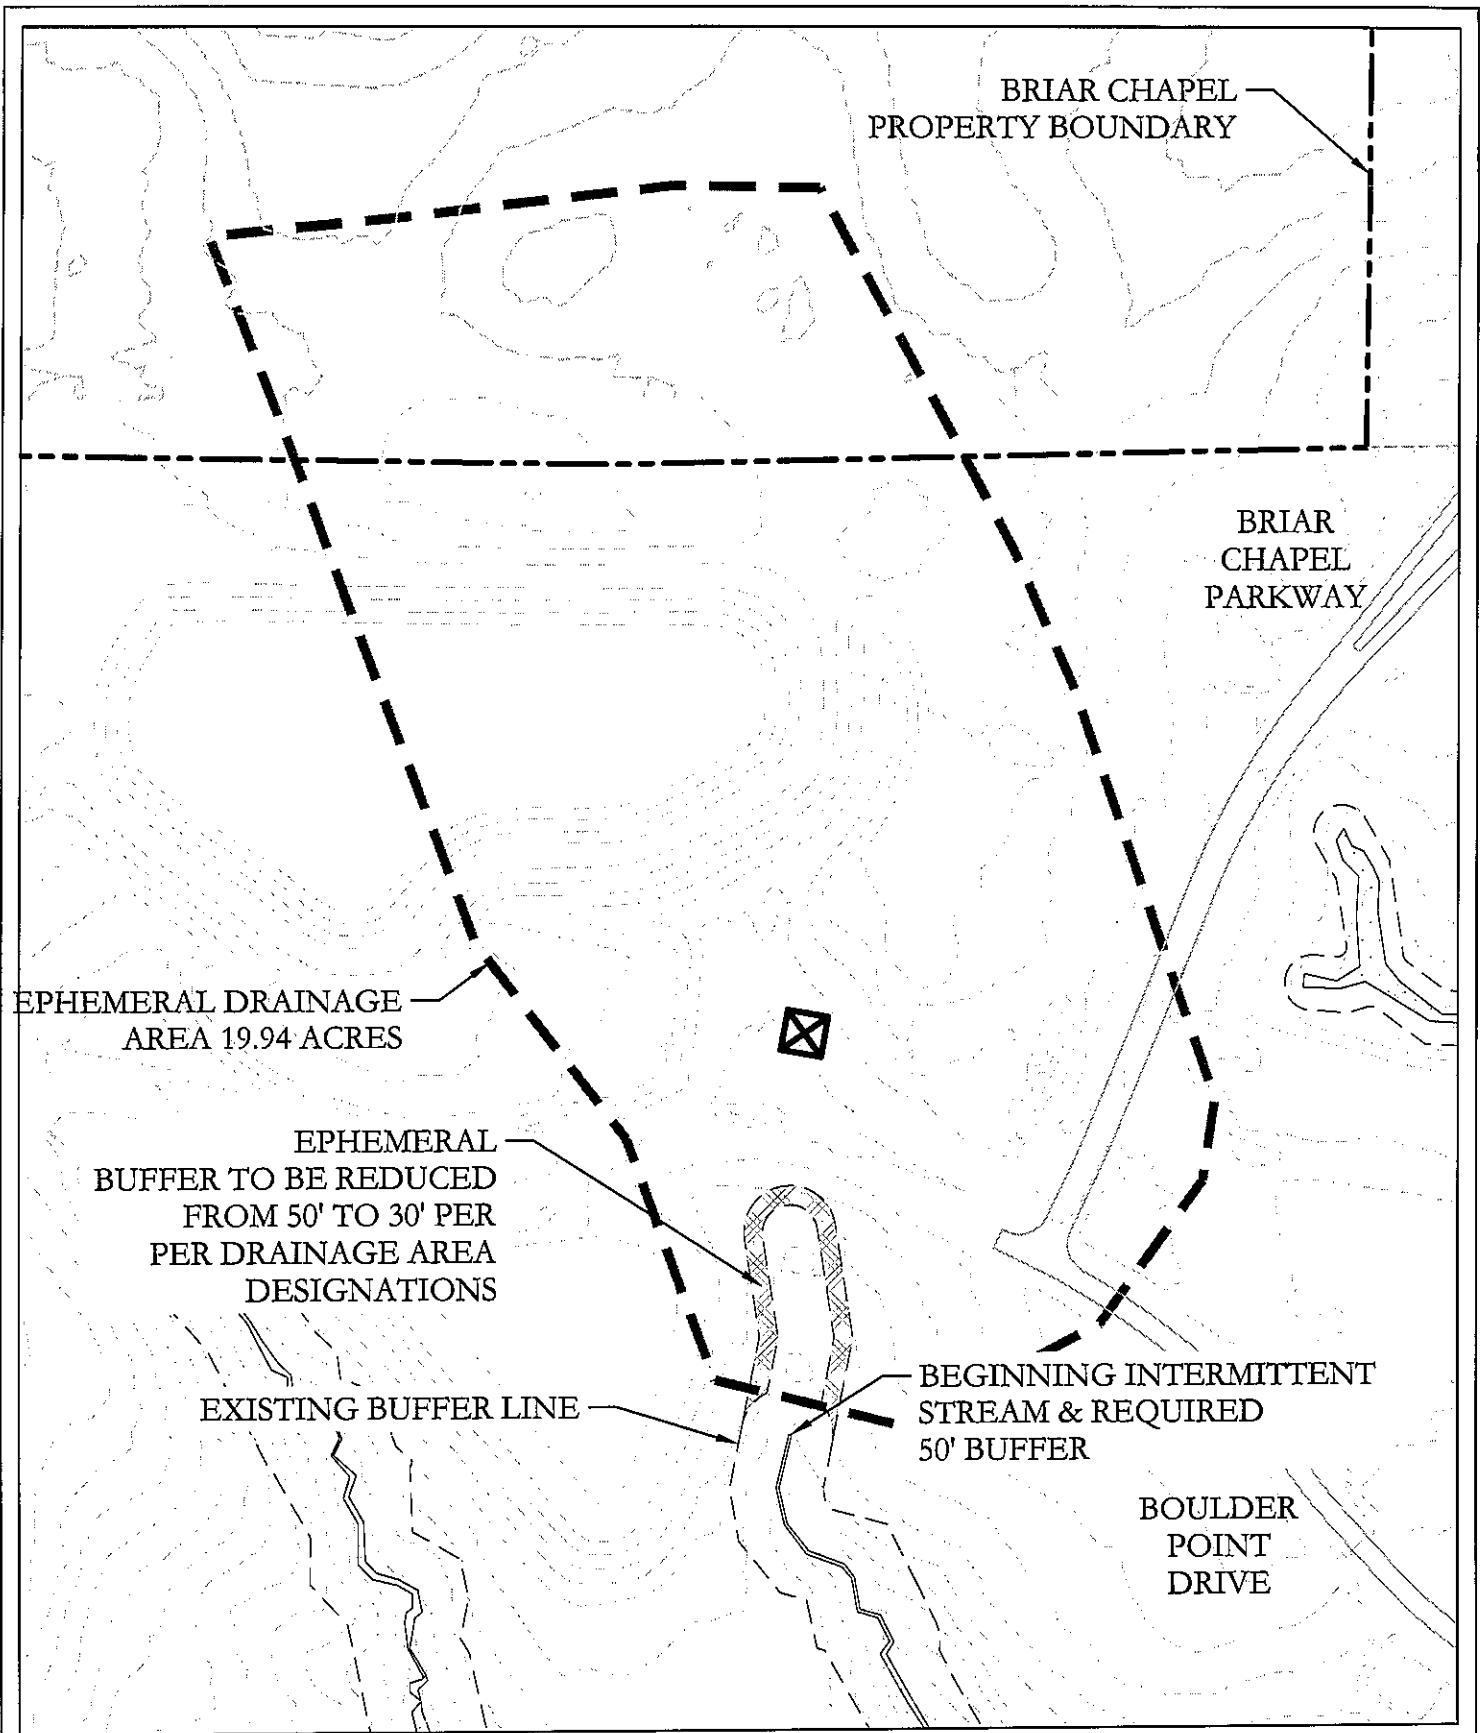 BRIAR CHAPEL
PROPERTY BOUNDARY
BRIAR
CHAPEL
PARKWAY
EPHEMERAL DRAINAGE
AREA 19.94 ACRES
EPHEMERAL
BUFFER TO BE REDUCED
FROM 50' TO 30' PER
PER DRAINAGE AREA
DESIGNATIONS
EXISTING BUFFER LINE
BEGINNING INTERMITTENT
STREAM & REQUIRED
50' BUFFER
BOULDER
POINT
DRIVE